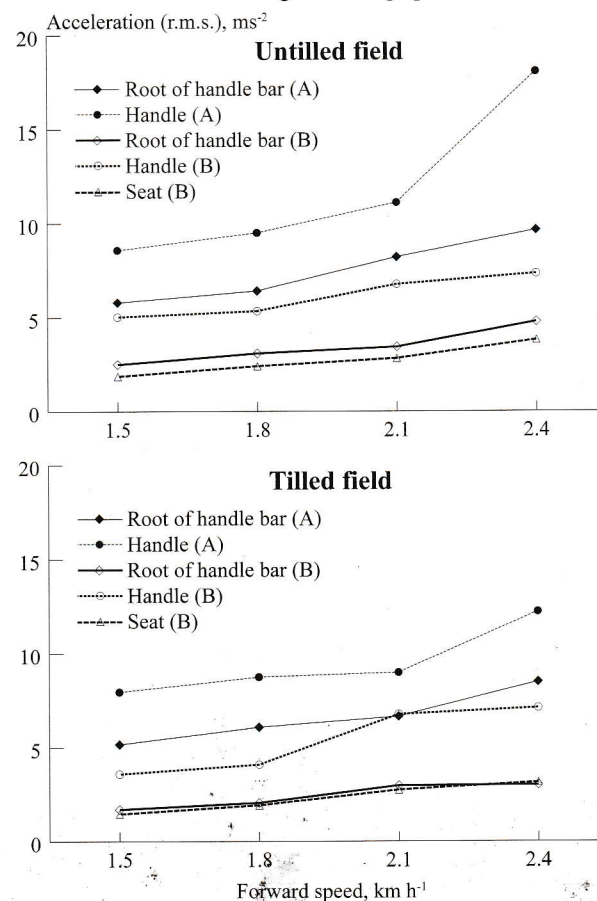 Acceleration (r.m.s.), ms-2
20
Untilled field
Root of handle bar (A)
Handle (A)
15
Root of handle bar (B)
Handle (B)
Seat (B)
10
5
0
1.5 1.8 2.1 2.4
20
Tilled field
Root of handle bar (A)
Handle (A)
15
Root of handle bar (B)
Handle (B)
Seat (B)
10
5
0
1.5 1.8 2.1 2.4
Forward speed, km h-1